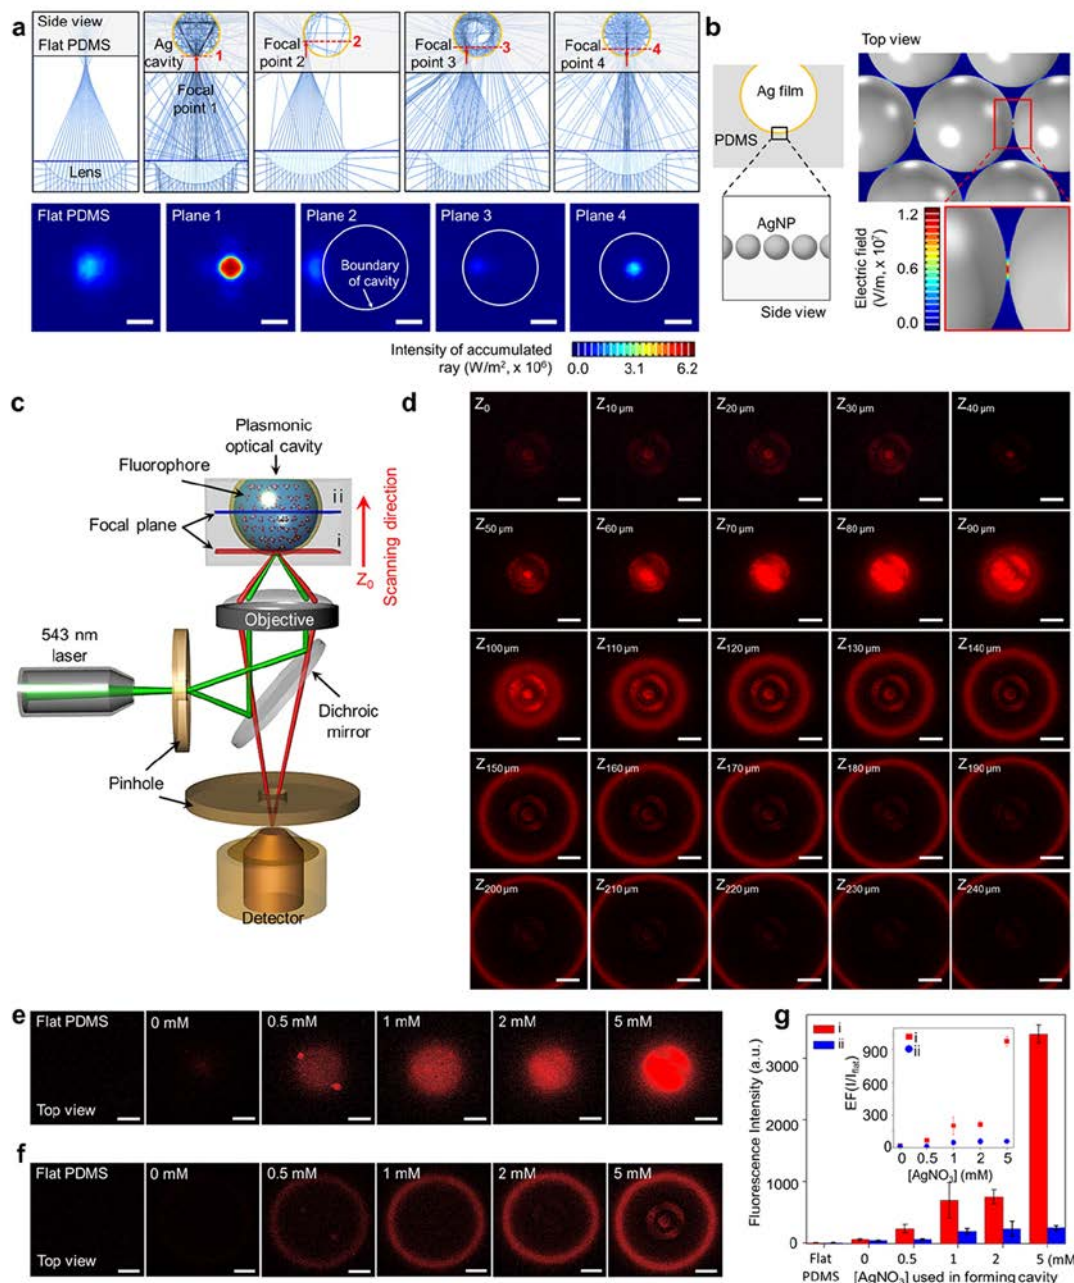 a
Side view
Flat PDMS
Ag cavity
1
Focal point 1
Focal point 2
2
Focal point 3
3
Focal point 4
4
Lens
Flat PDMS
Plane 1
Plane 2
Boundary of cavity
Plane 3
Plane 4
Intensity of accumulated ray (W/m², x 10⁶)
0.0 3.1 6.2
b
Ag film
PDMS
AgNP
Side view
Top view
Electric field (V/m, x 10⁷)
1.2
0.6
0.0
c
Plasmonic optical cavity
Fluorophore
ii
Focal plane
i
Z₀
Scanning direction
Objective
543 nm laser
Dichroic mirror
Pinhole
Detector
d
Z₀ Z₁₀ μm Z₂₀ μm Z₃₀ μm Z₄₀ μm
Z₅₀ μm Z₆₀ μm Z₇₀ μm Z₈₀ μm Z₉₀ μm
Z₁₀₀ μm Z₁₁₀ μm Z₁₂₀ μm Z₁₃₀ μm Z₁₄₀ μm
Z₁₅₀ μm Z₁₆₀ μm Z₁₇₀ μm Z₁₈₀ μm Z₁₉₀ μm
Z₂₀₀ μm Z₂₁₀ μm Z₂₂₀ μm Z₂₃₀ μm Z₂₄₀ μm
e
Flat PDMS 0 mM 0.5 mM 1 mM 2 mM 5 mM
Top view
f
Flat PDMS 0 mM 0.5 mM 1 mM 2 mM 5 mM
Top view
g
Fluorescence Intensity (a.u.)
3000
2000
1000
0
i
ii
EF(I/I_flat)
900
600
300
0
i
ii
0 0.5 1 2 5
[AgNO₃] (mM)
Flat PDMS 0 0.5 1 2 5 (mM)
[AgNO₃] used in forming cavity